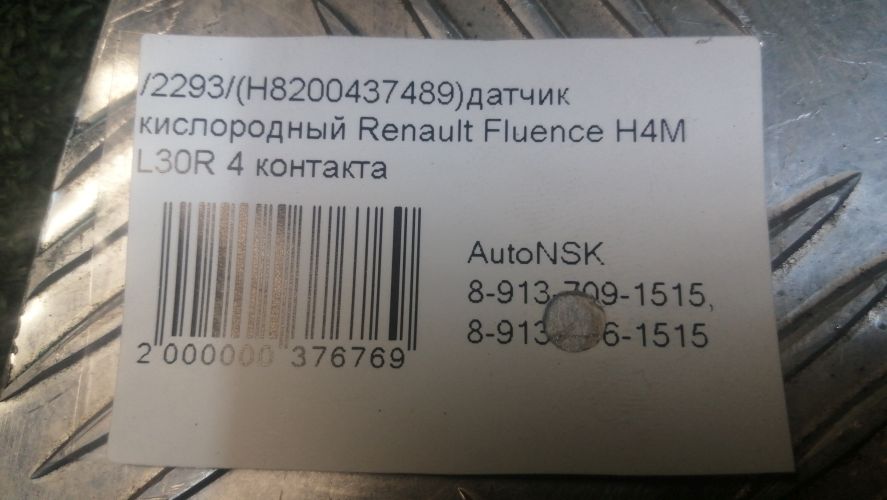 /2293/(H8200437489)датчик
кислородный Renault Fluence H4M
L30R 4 контакта
AutoNSK
8-913-709-1515,
2 000000 376769